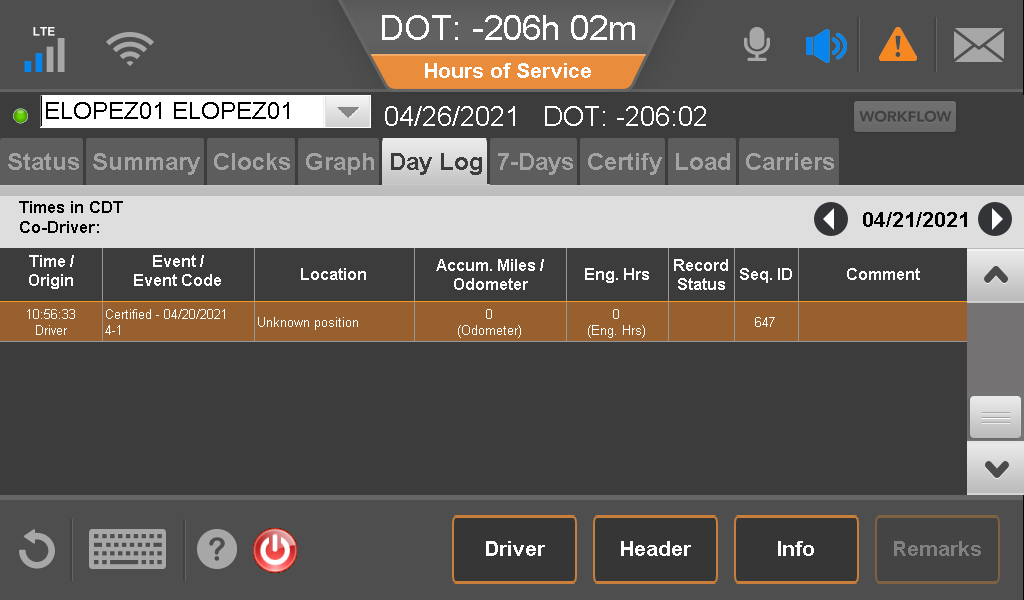 LTE
DOT: -206h 02m
Hours of Service
ELOPEZ01 ELOPEZ01
04/26/2021 DOT: -206:02
WORKFLOW
Status Summary Clocks Graph Day Log 7-Days Certify Load Carriers
Times in CDT
Co-Driver:
04/21/2021
Time /
Origin
Event /
Event Code
Location
Accum. Miles /
Odometer
Eng. Hrs
Record
Status
Seq. ID
Comment
10:56:33
Driver
Certified - 04/20/2021
4-1
Unknown position
0
(Odometer)
0
(Eng. Hrs)
647
?
Driver
Header
Info
Remarks